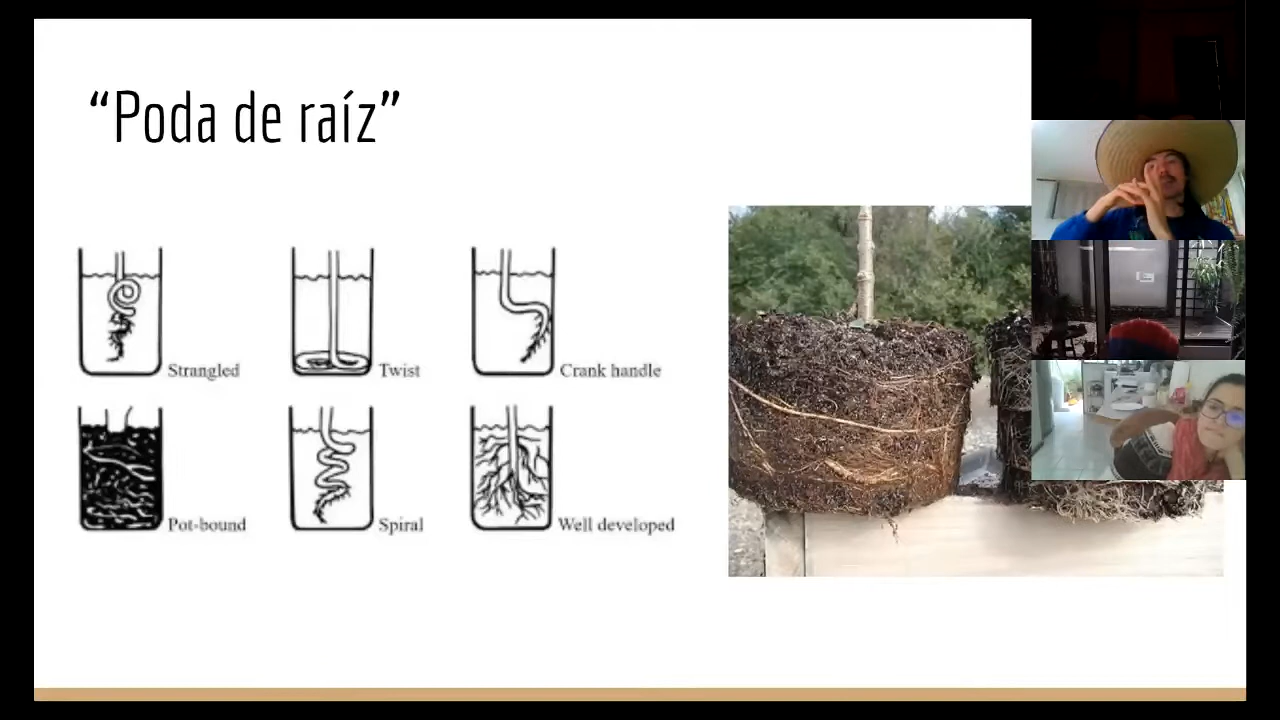 “Poda de raíz”
Strangled
Twist
Crank handle
Pot-bound
Spiral
Well developed